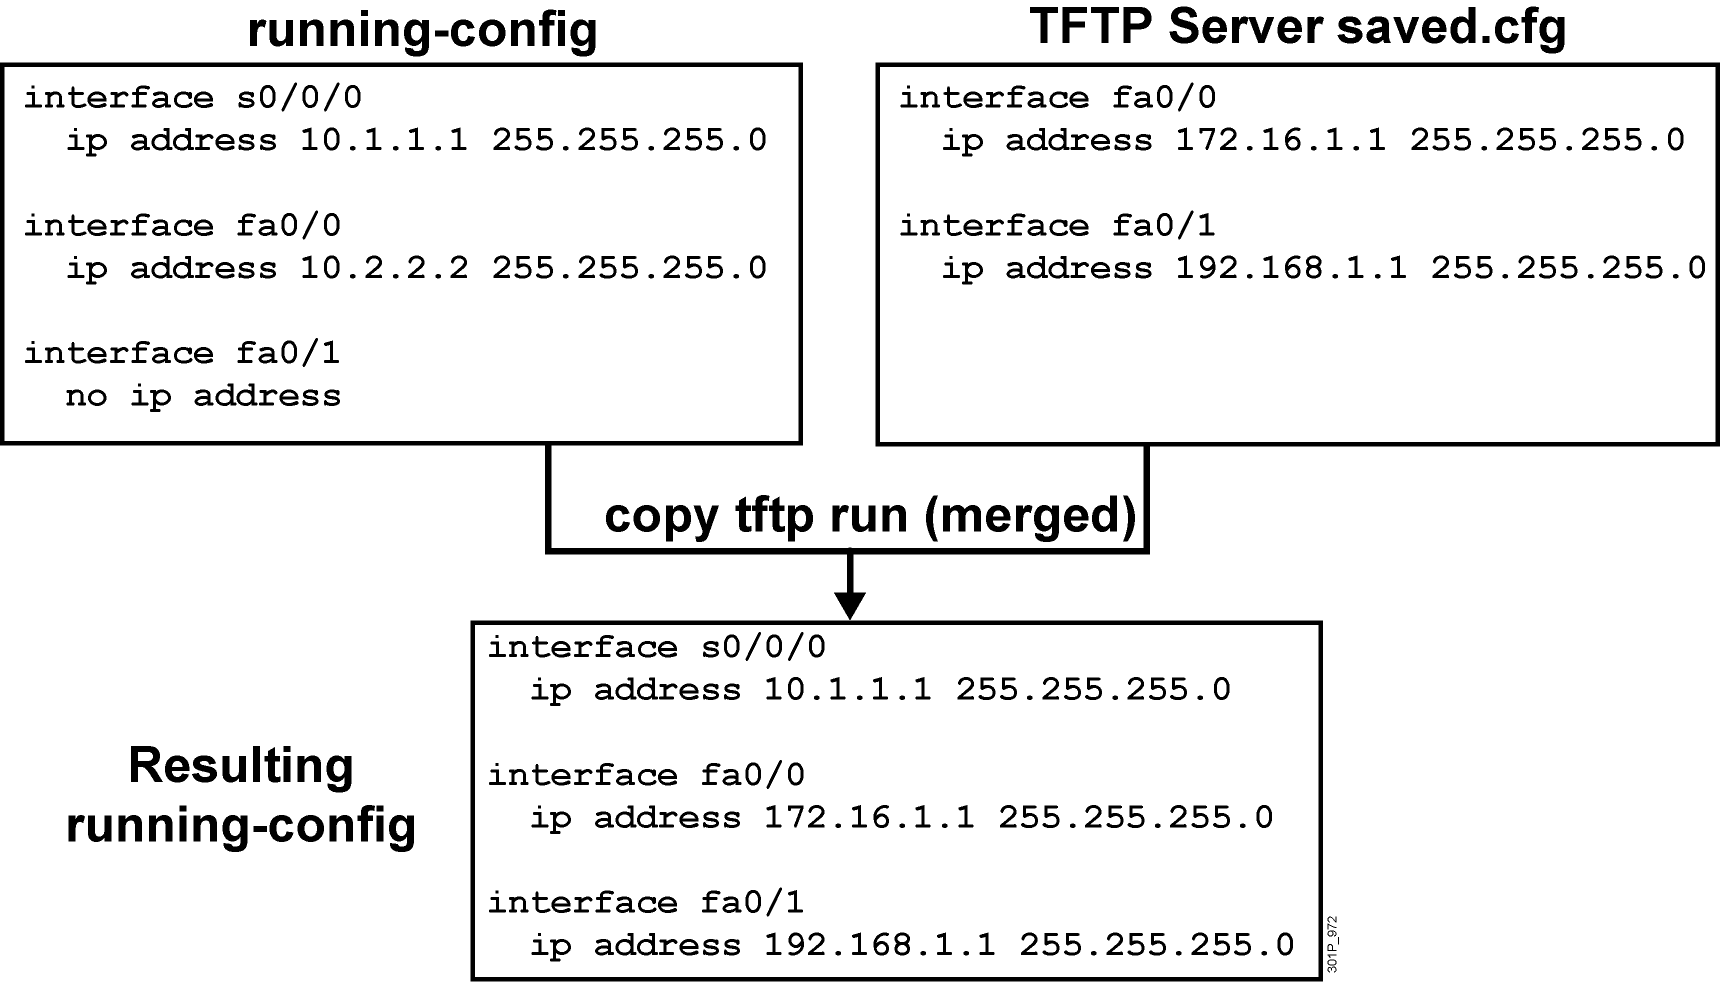 running-config
interface s0/0/0
ip address 10.1.1.1 255.255.255.0
interface fa0/0
ip address 10.2.2.2 255.255.255.0
interface fa0/1
no ip address
TFTP Server saved.cfg
interface fa0/0
ip address 172.16.1.1 255.255.255.0
interface fa0/1
ip address 192.168.1.1 255.255.255.0
copy tftp run (merged)
Resulting
running-config
interface s0/0/0
ip address 10.1.1.1 255.255.255.0
interface fa0/0
ip address 172.16.1.1 255.255.255.0
interface fa0/1
ip address 192.168.1.1 255.255.255.0
301P_972